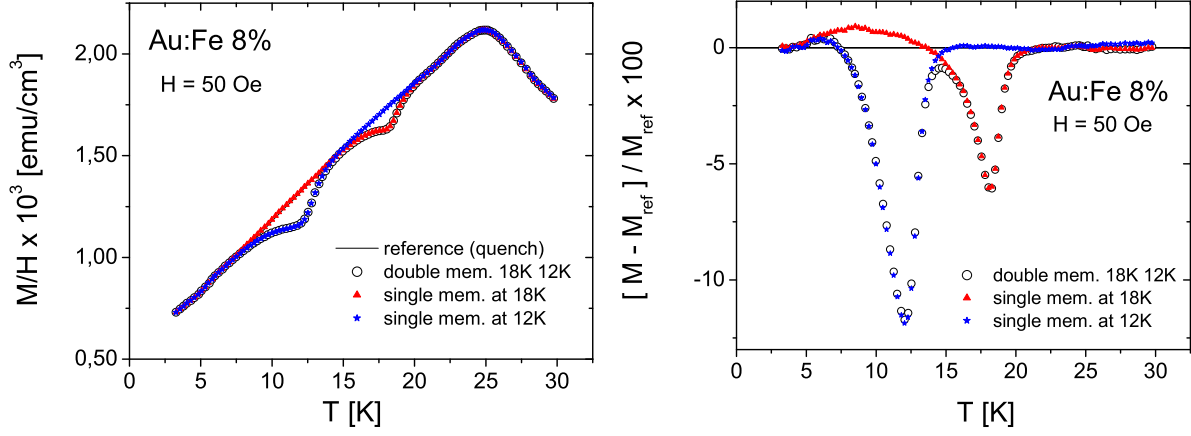 M/H x 10³ [emu/cm³]
2,00
1,50
1,00
0,50
Au:Fe 8%
H = 50 Oe
reference (quench)
double mem. 18K 12K
single mem. at 18K
single mem. at 12K
0 5 10 15 20 25 30
T [K]
[ M - Mref ] / Mref x 100
0
-5
-10
Au:Fe 8%
H = 50 Oe
double mem. 18K 12K
single mem. at 18K
single mem. at 12K
0 5 10 15 20 25 30
T [K]